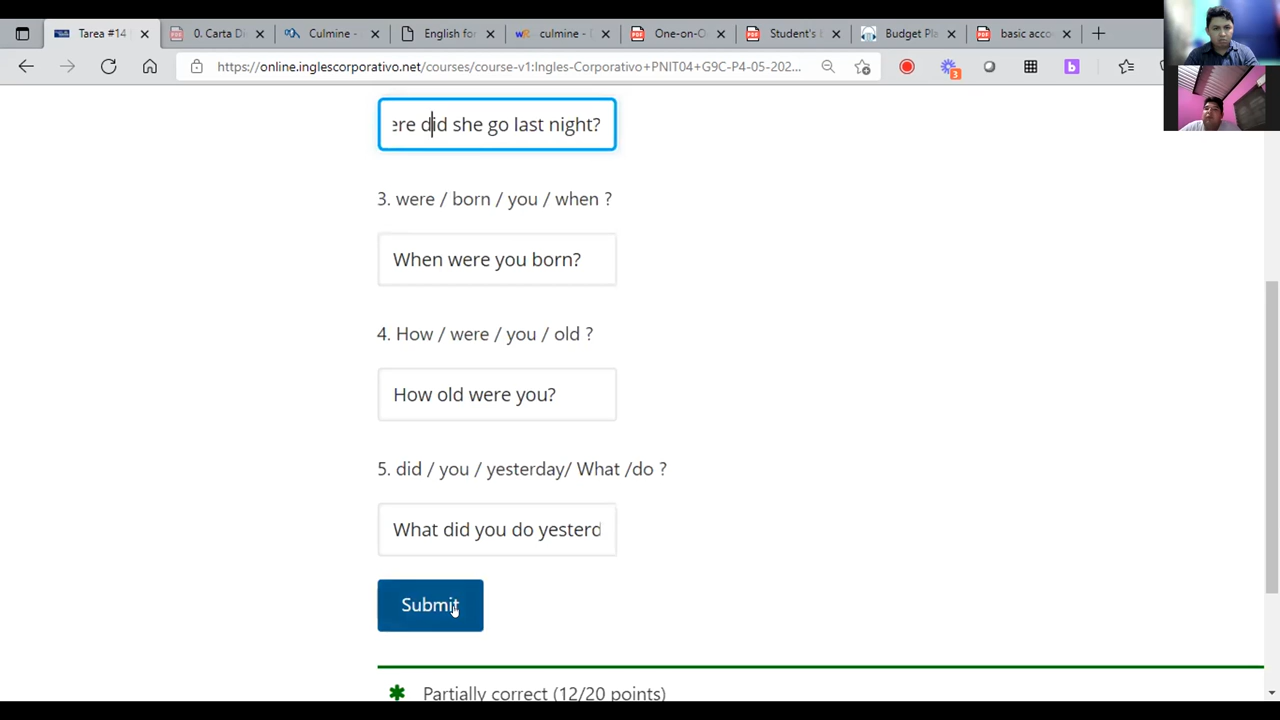 Tarea #14
0. Carta Di
Culmine -
English for
culmine - D
One-on-O
Student's b
Budget Pla
basic acco
https://online.inglescorporativo.net/courses/course-v1:Ingles-Corporativo+PNIT04+G9C-P4-05-202...
3
b
ere did she go last night?
3. were / born / you / when ?
When were you born?
4. How / were / you / old ?
How old were you?
5. did / you / yesterday/ What /do ?
What did you do yesterd
Submit
Partially correct (12/20 points)